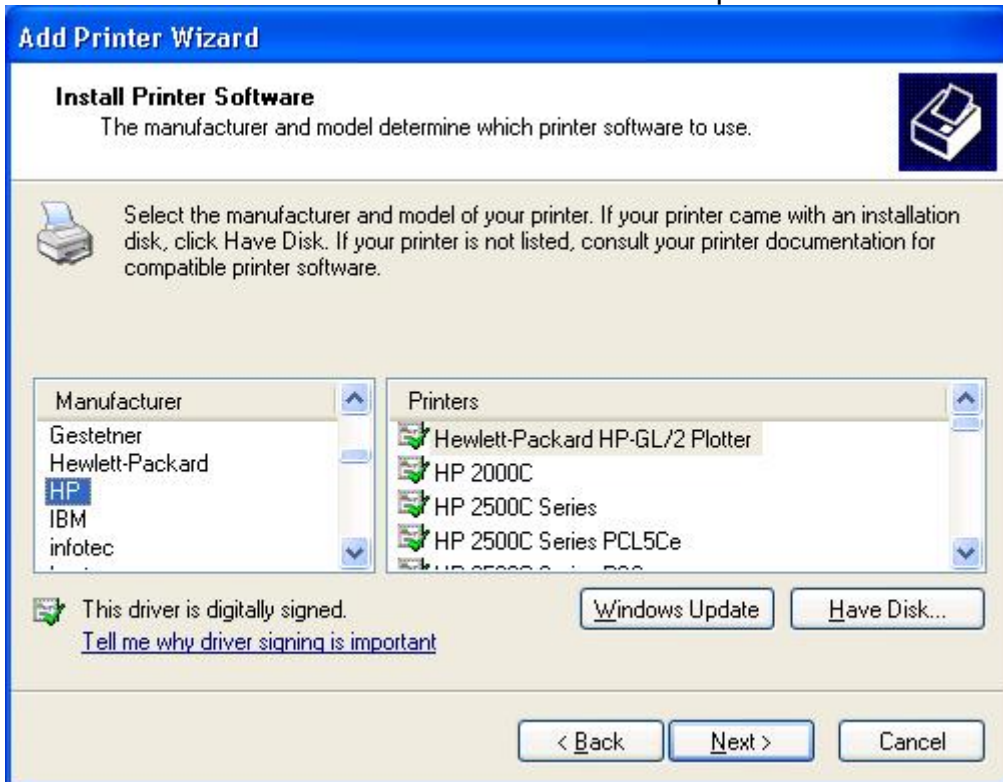 Add Printer Wizard
Install Printer Software
The manufacturer and model determine which printer software to use.
Select the manufacturer and model of your printer. If your printer came with an installation
disk, click Have Disk. If your printer is not listed, consult your printer documentation for
compatible printer software.
Manufacturer
Gestetner
Hewlett-Packard
HP
IBM
infotec
Printers
Hewlett-Packard HP-GL/2 Plotter
HP 2000C
HP 2500C Series
HP 2500C Series PCL5Ce
This driver is digitally signed.
Tell me why driver signing is important
Windows Update
Have Disk...
< Back
Next >
Cancel